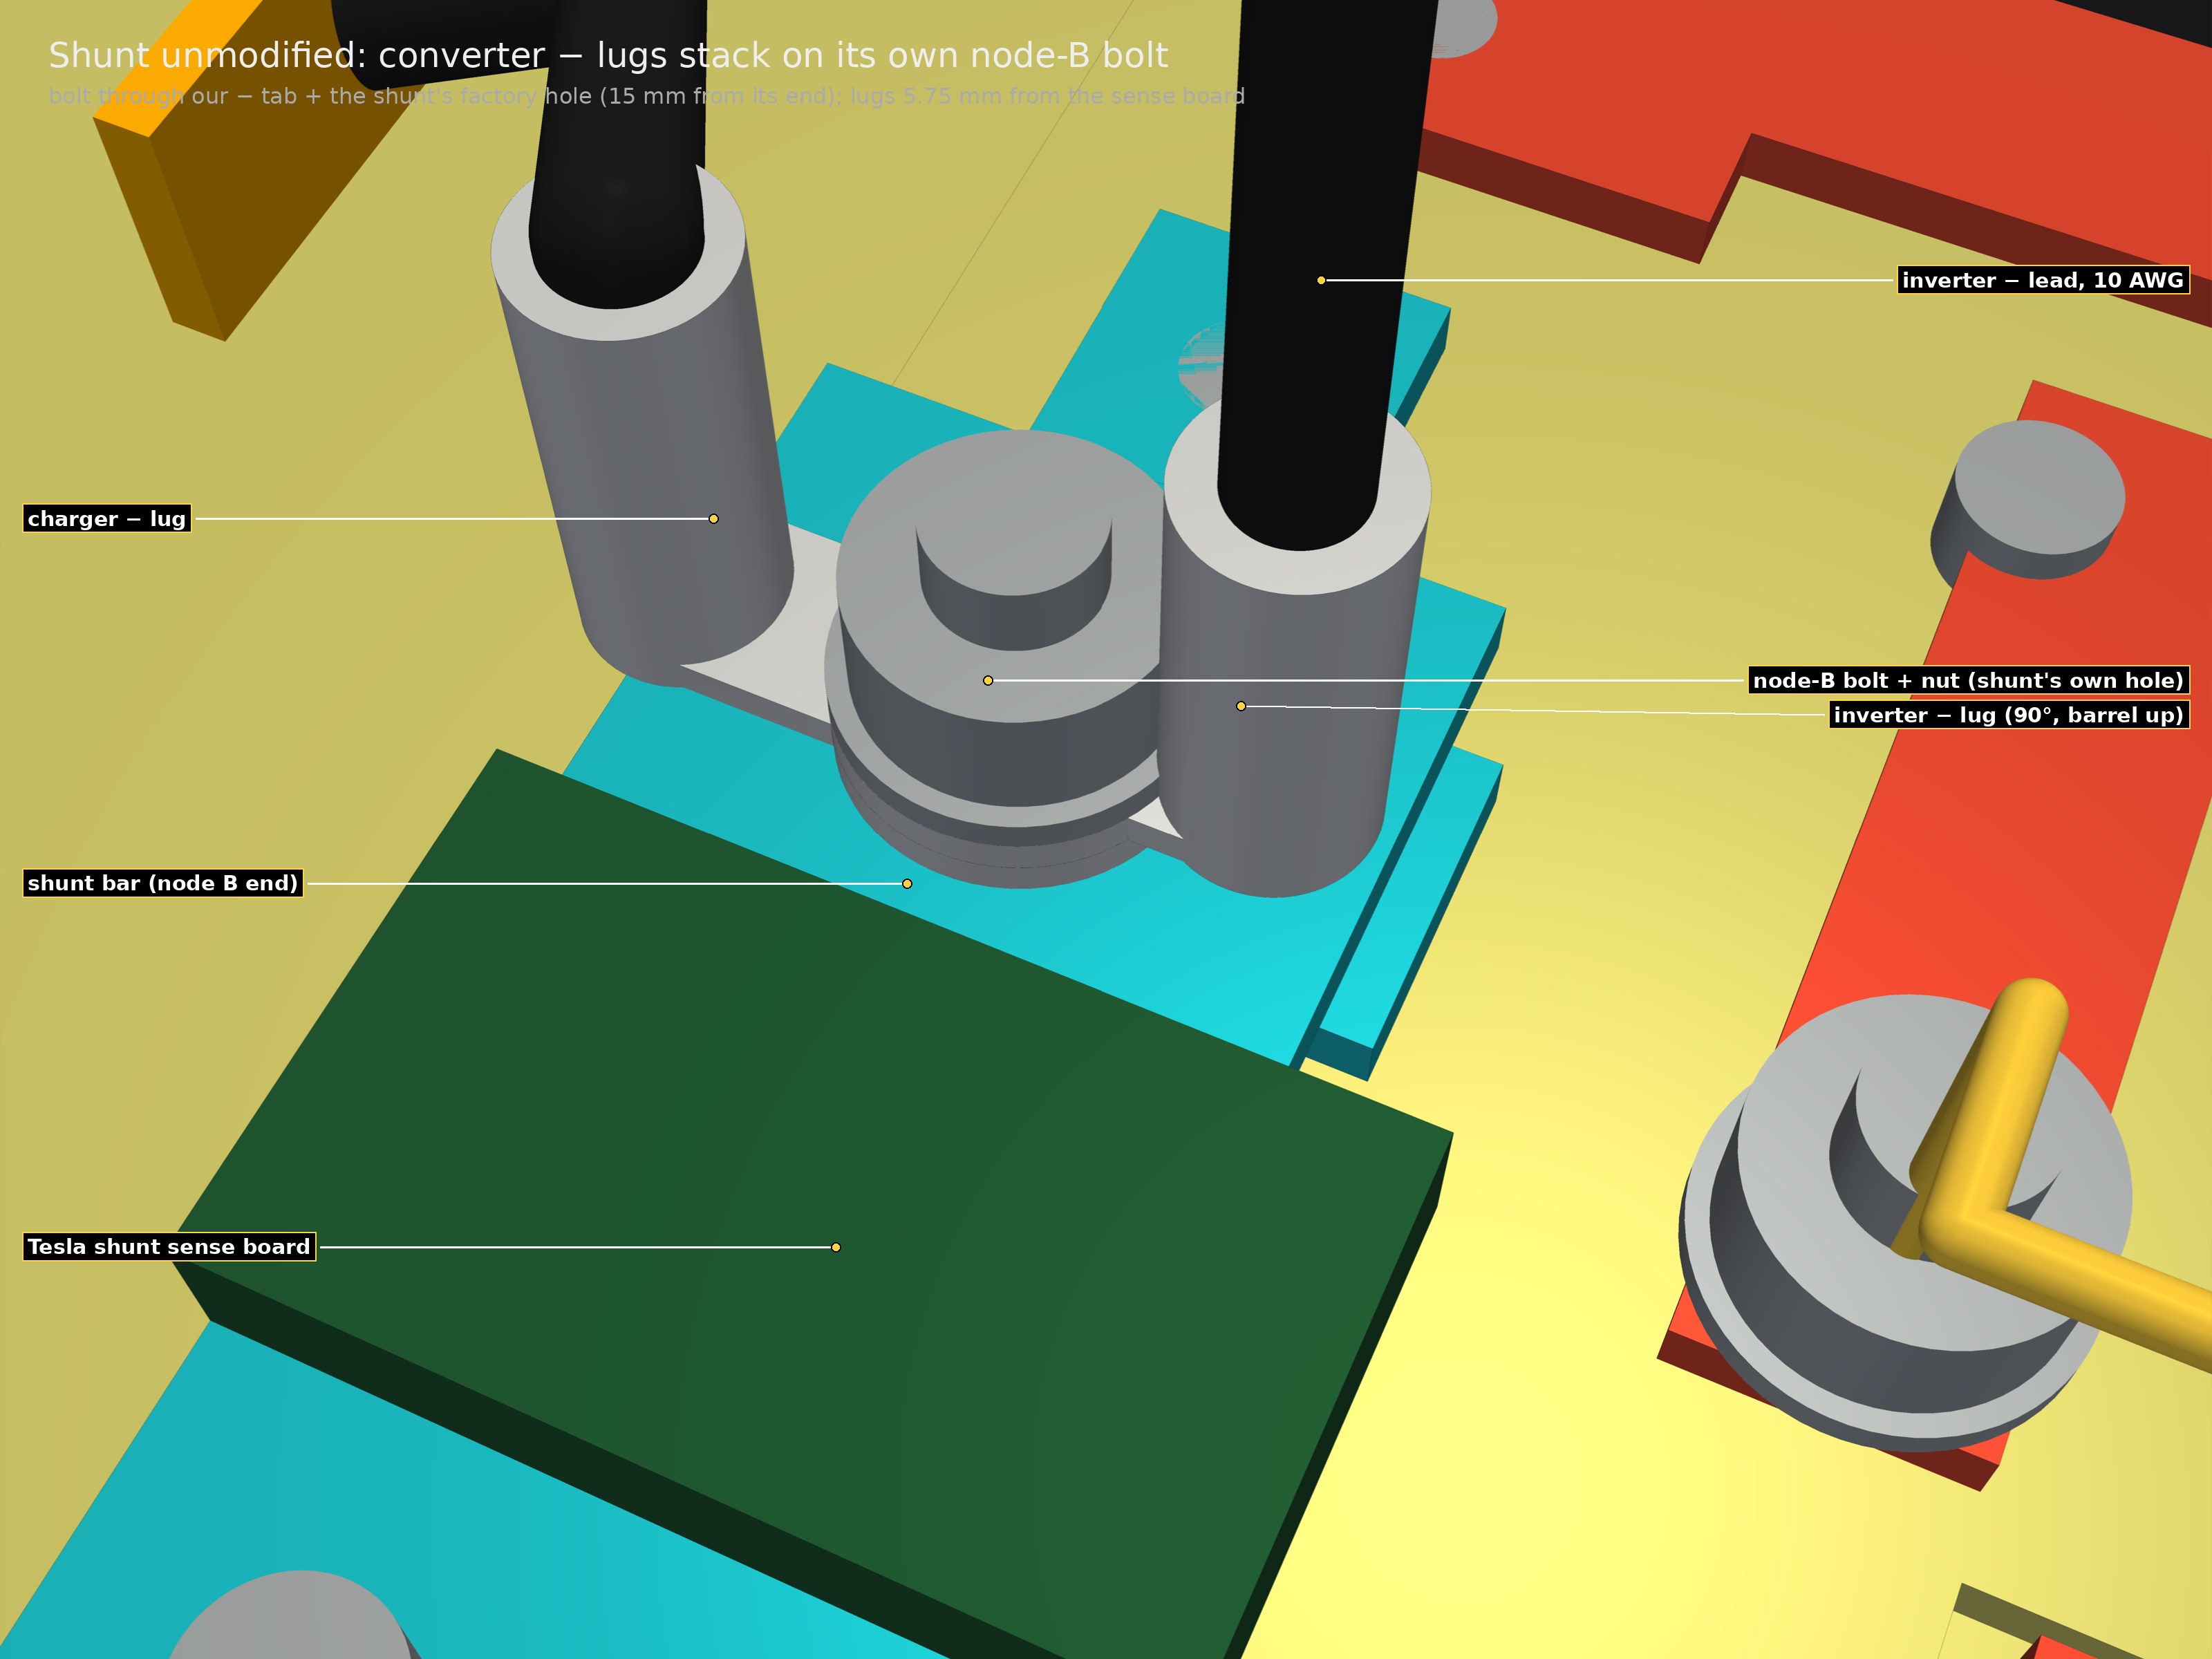 Shunt unmodified: converter − lugs stack on its own node-B bolt
bolt through our − tab + the shunt's factory hole (15 mm from its end); lugs 5.75 mm from the sense board
inverter − lead, 10 AWG
charger − lug
node-B bolt + nut (shunt's own hole)
inverter − lug (90°, barrel up)
shunt bar (node B end)
Tesla shunt sense board